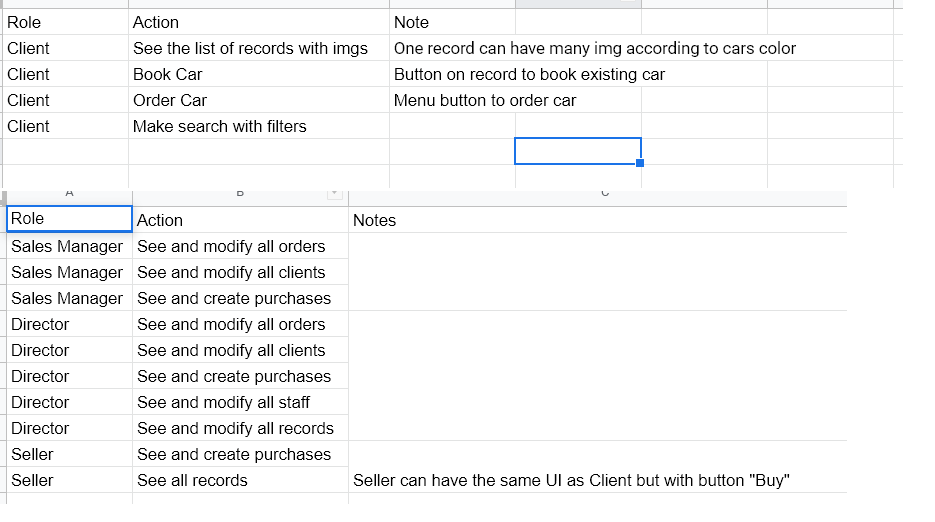 Role Action Note
Client See the list of records with imgs One record can have many img according to cars color
Client Book Car Button on record to book existing car
Client Order Car Menu button to order car
Client Make search with filters
A B C
Role Action Notes
Sales Manager See and modify all orders
Sales Manager See and modify all clients
Sales Manager See and create purchases
Director See and modify all orders
Director See and modify all clients
Director See and create purchases
Director See and modify all staff
Director See and modify all records
Seller See and create purchases
Seller See all records Seller can have the same UI as Client but with button "Buy"